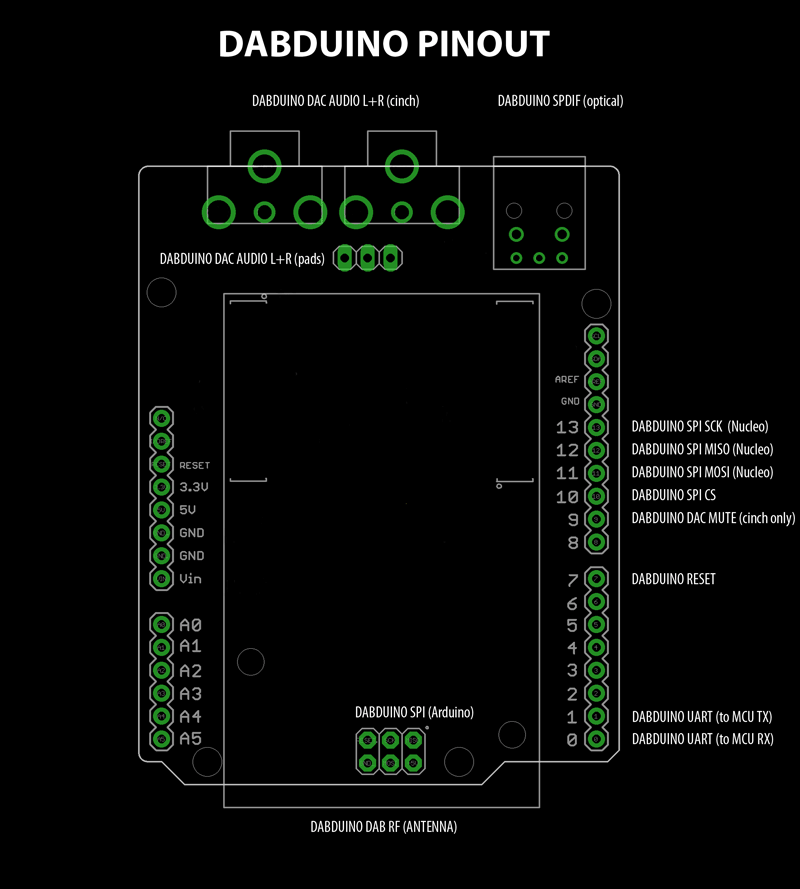 DABDUINO PINOUT
DABDUINO DAC AUDIO L+R (cinch)
DABDUINO SPDIF (optical)
DABDUINO DAC AUDIO L+R (pads)
AREF
GND
13 DABDUINO SPI SCK (Nucleo)
12 DABDUINO SPI MISO (Nucleo)
11 DABDUINO SPI MOSI (Nucleo)
10 DABDUINO SPI CS
9 DABDUINO DAC MUTE (cinch only)
8
7 DABDUINO RESET
6
5
4
3
2
1 DABDUINO UART (to MCU TX)
0 DABDUINO UART (to MCU RX)
RESET
3.3V
5V
GND
GND
Vin
A0
A1
A2
A3
A4
A5
DABDUINO SPI (Arduino)
DABDUINO DAB RF (ANTENNA)